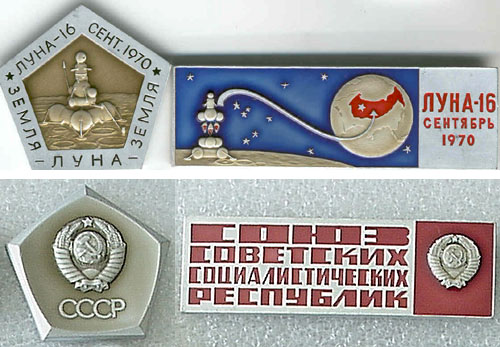 ЛУНА-16 СЕНТ. 1970
ЗЕМЛЯ - ЛУНА - ЗЕМЛЯ
ЛУНА-16
СЕНТЯБРЬ
1970
СССР
СОЮЗ
СОВЕТСКИХ
СОЦИАЛИСТИЧЕСКИХ
РЕСПУБЛИК